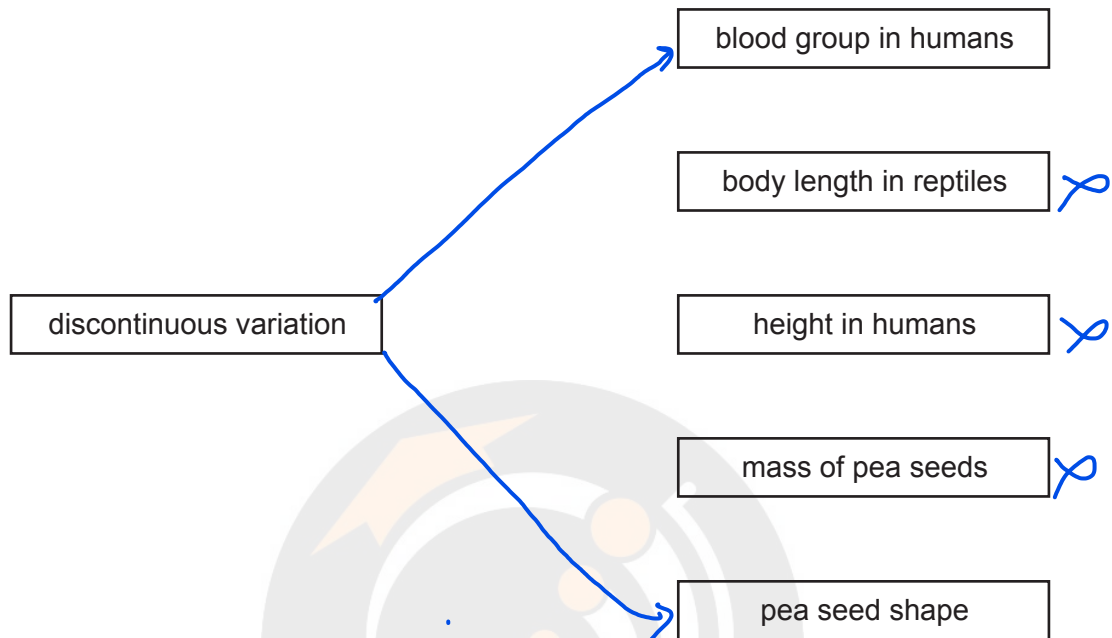 blood group in humans
body length in reptiles
discontinuous variation
height in humans
mass of pea seeds
pea seed shape